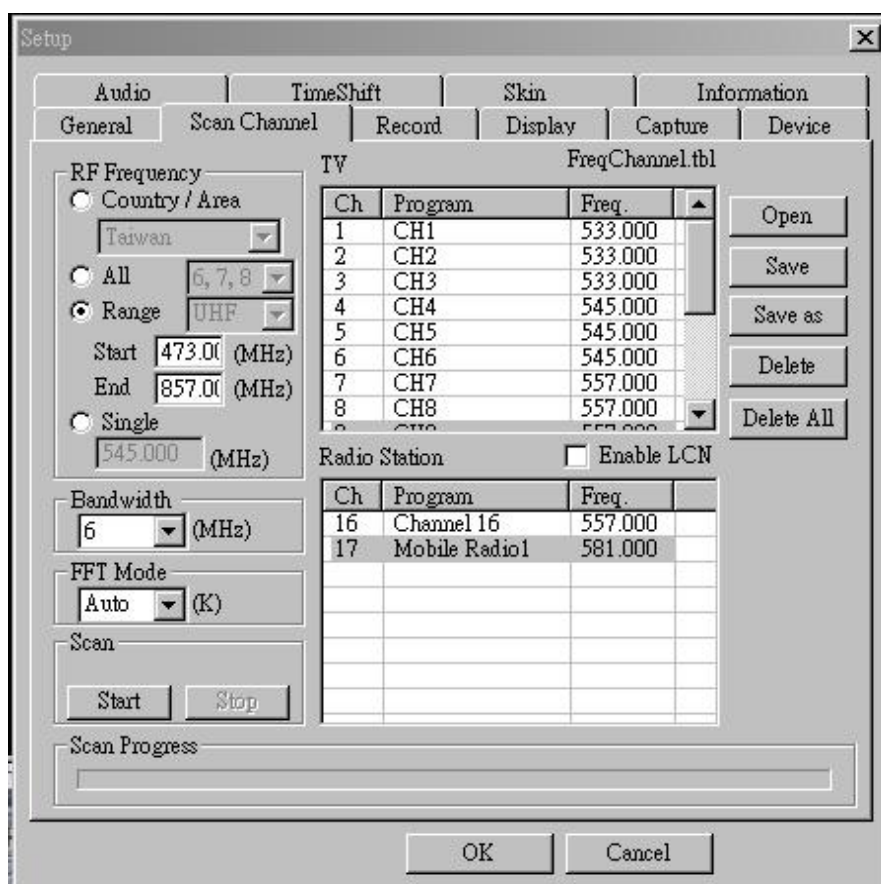 Setup
Audio TimeShift Skin Information
General Scan Channel Record Display Capture Device
RF Frequency
Country / Area
Taiwan
All 6, 7, 8
Range UHF
Start 473.00 (MHz)
End 857.00 (MHz)
Single
545.000 (MHz)
Bandwidth
6 (MHz)
FFT Mode
Auto (K)
Scan
Start Stop
TV FreqChannel.tbl
Ch Program Freq.
1 CH1 533.000
2 CH2 533.000
3 CH3 533.000
4 CH4 545.000
5 CH5 545.000
6 CH6 545.000
7 CH7 557.000
8 CH8 557.000
Radio Station Enable LCN
Ch Program Freq.
16 Channel 16 557.000
17 Mobile Radio1 581.000
Open
Save
Save as
Delete
Delete All
Scan Progress
OK Cancel